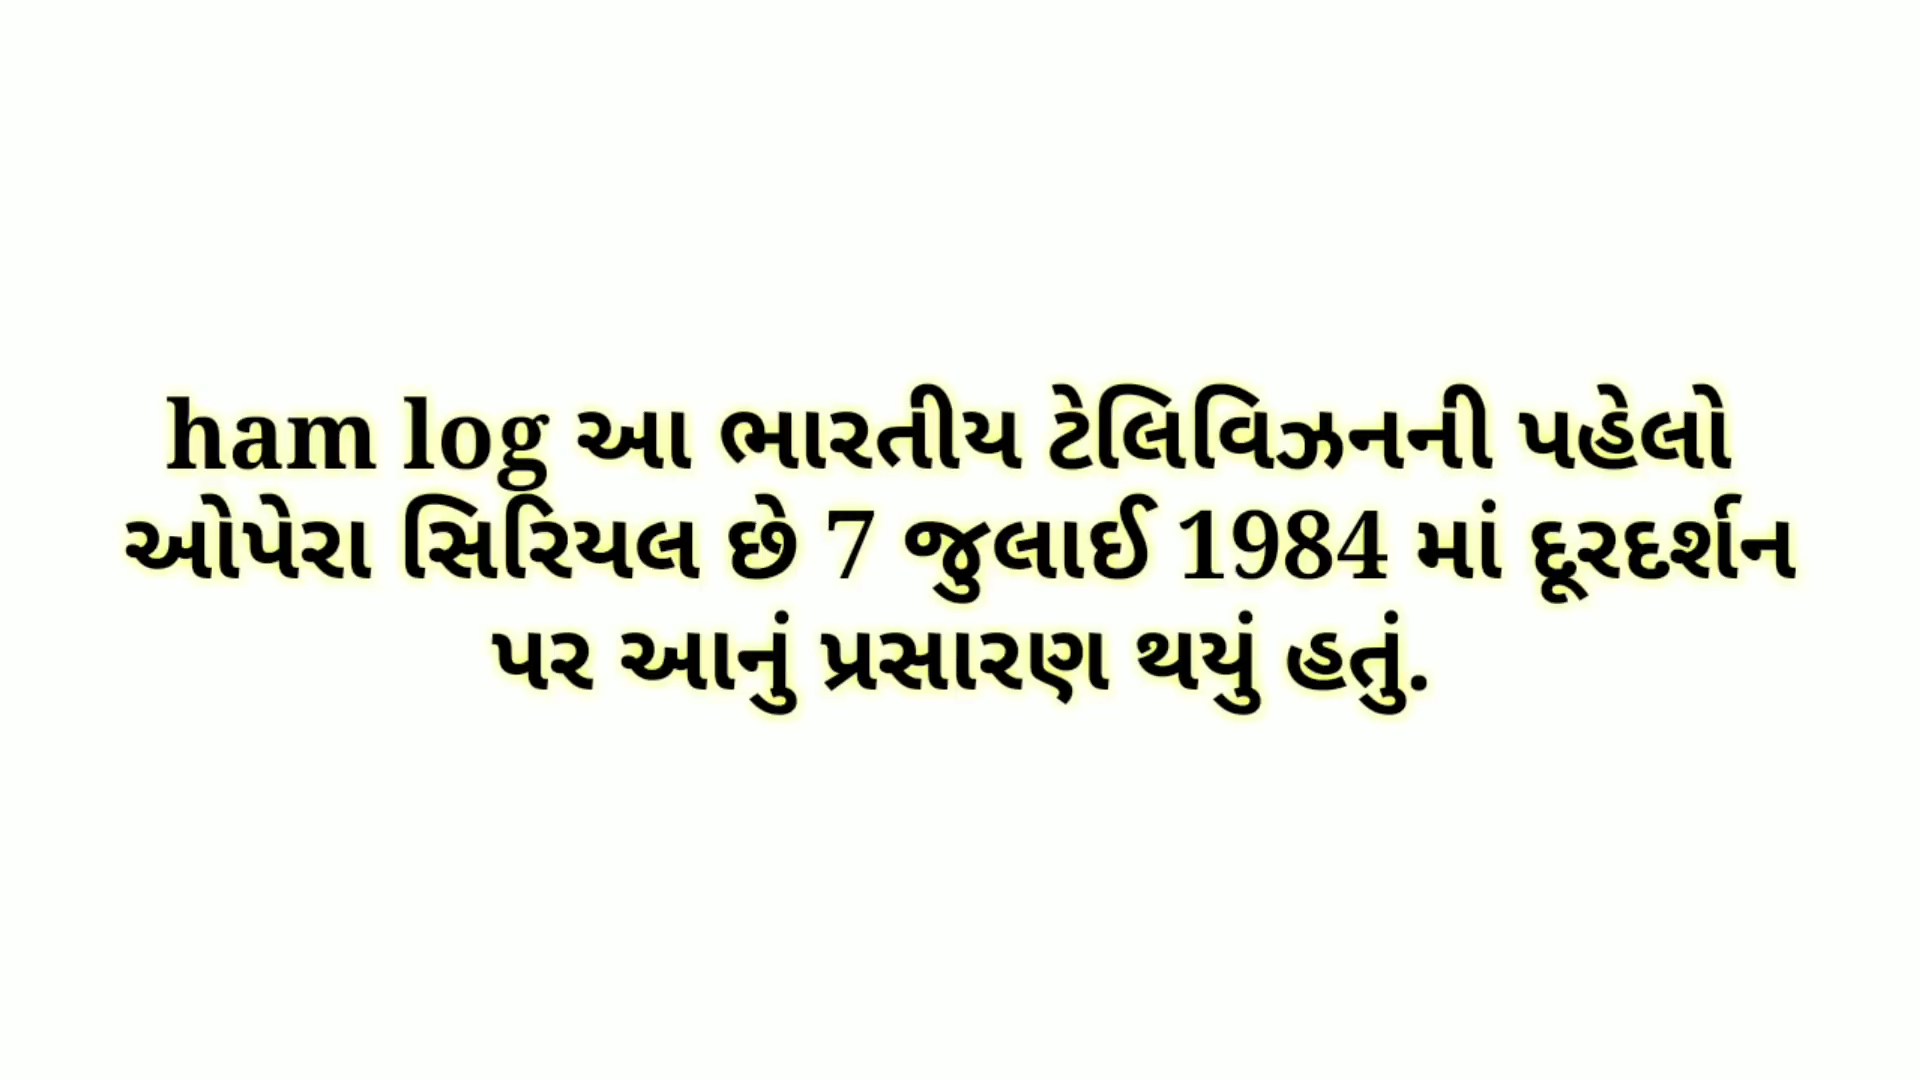 ham log આ ભારતીય ટેલિવિઝનની પહેલો
ઓપેરા સિરિયલ છે 7 જુલાઈ 1984 માં દૂરદર્શન
પર આનું પ્રસારણ થયું હતું.